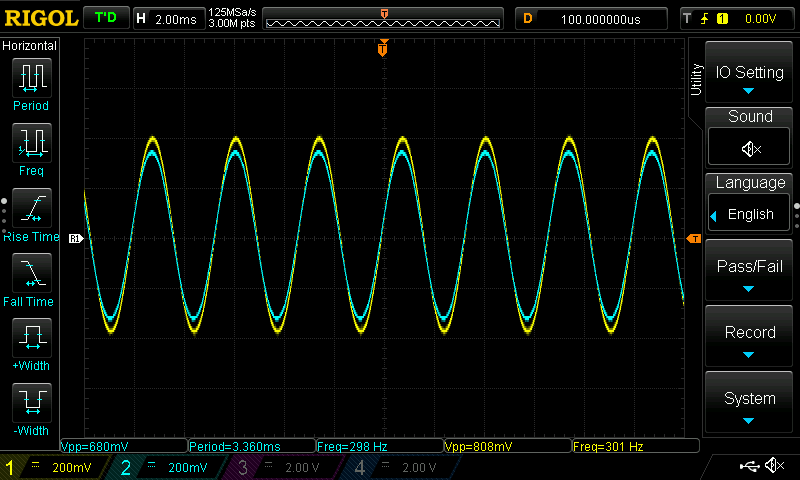 RIGOL T'D H 2.00ms 125MSa/s D 100.000000us T 1 0.00V
3.00M pts
T
Horizontal
Period
Freq
Rise Time
Fall Time
+Width
-Width
T
R1
T
Utility
IO Setting
Sound
Language
English
Pass/Fail
Record
System
Vpp=680mV Period=3.360ms Freq=298 Hz Vpp=808mV Freq=301 Hz
1 = 200mV 2 = 200mV 3 = 2.00 V 4 = 2.00 V